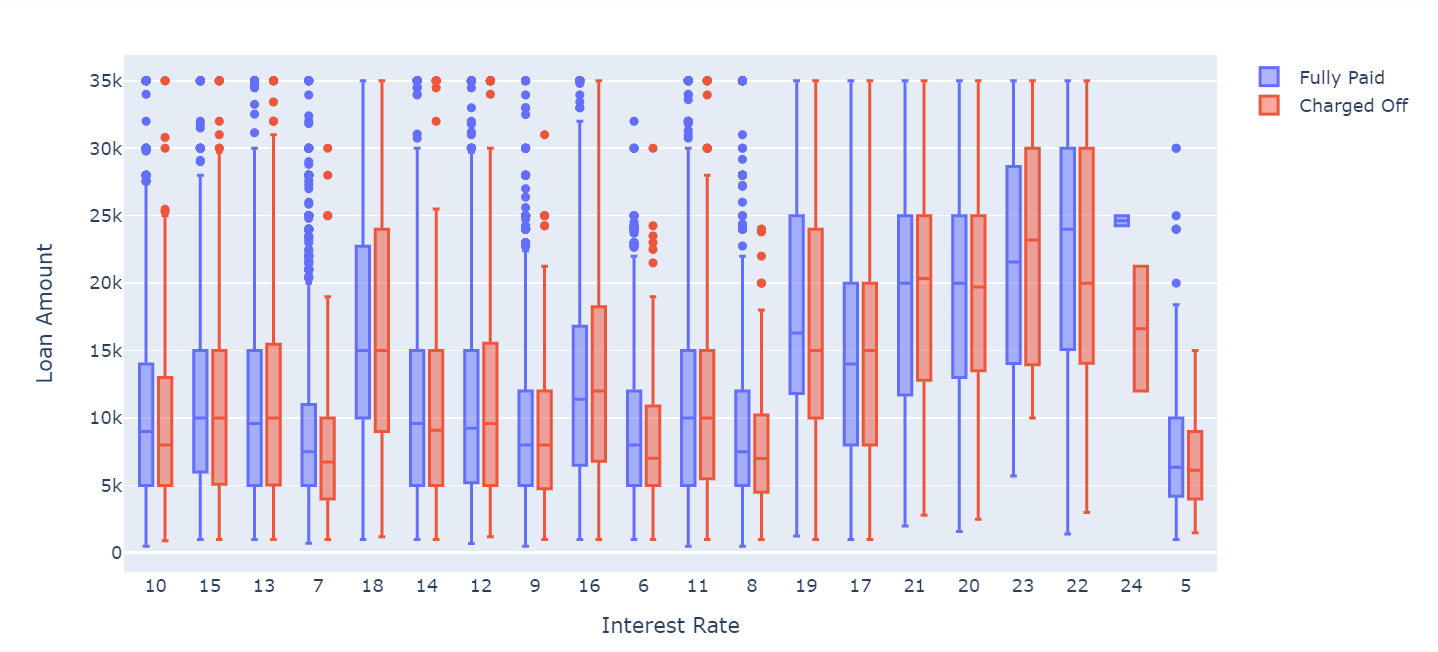 Fully Paid
Charged Off
35k
30k
25k
20k
15k
10k
5k
0
Loan Amount
10 15 13 7 18 14 12 9 16 6 11 8 19 17 21 20 23 22 24 5
Interest Rate